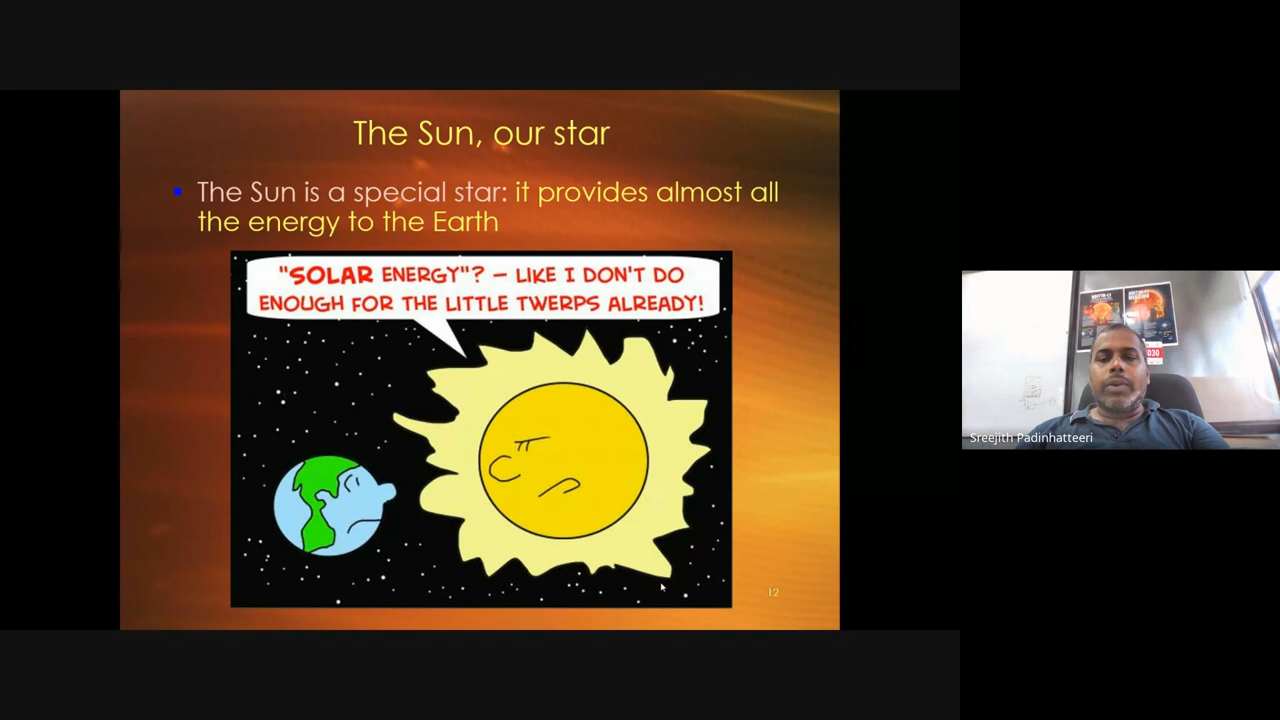 The Sun, our star
• The Sun is a special star: it provides almost all
the energy to the Earth
"SOLAR ENERGY"? – LIKE I DON'T DO
ENOUGH FOR THE LITTLE TWERPS ALREADY!
12
030
Sreejith Padinhatteeri